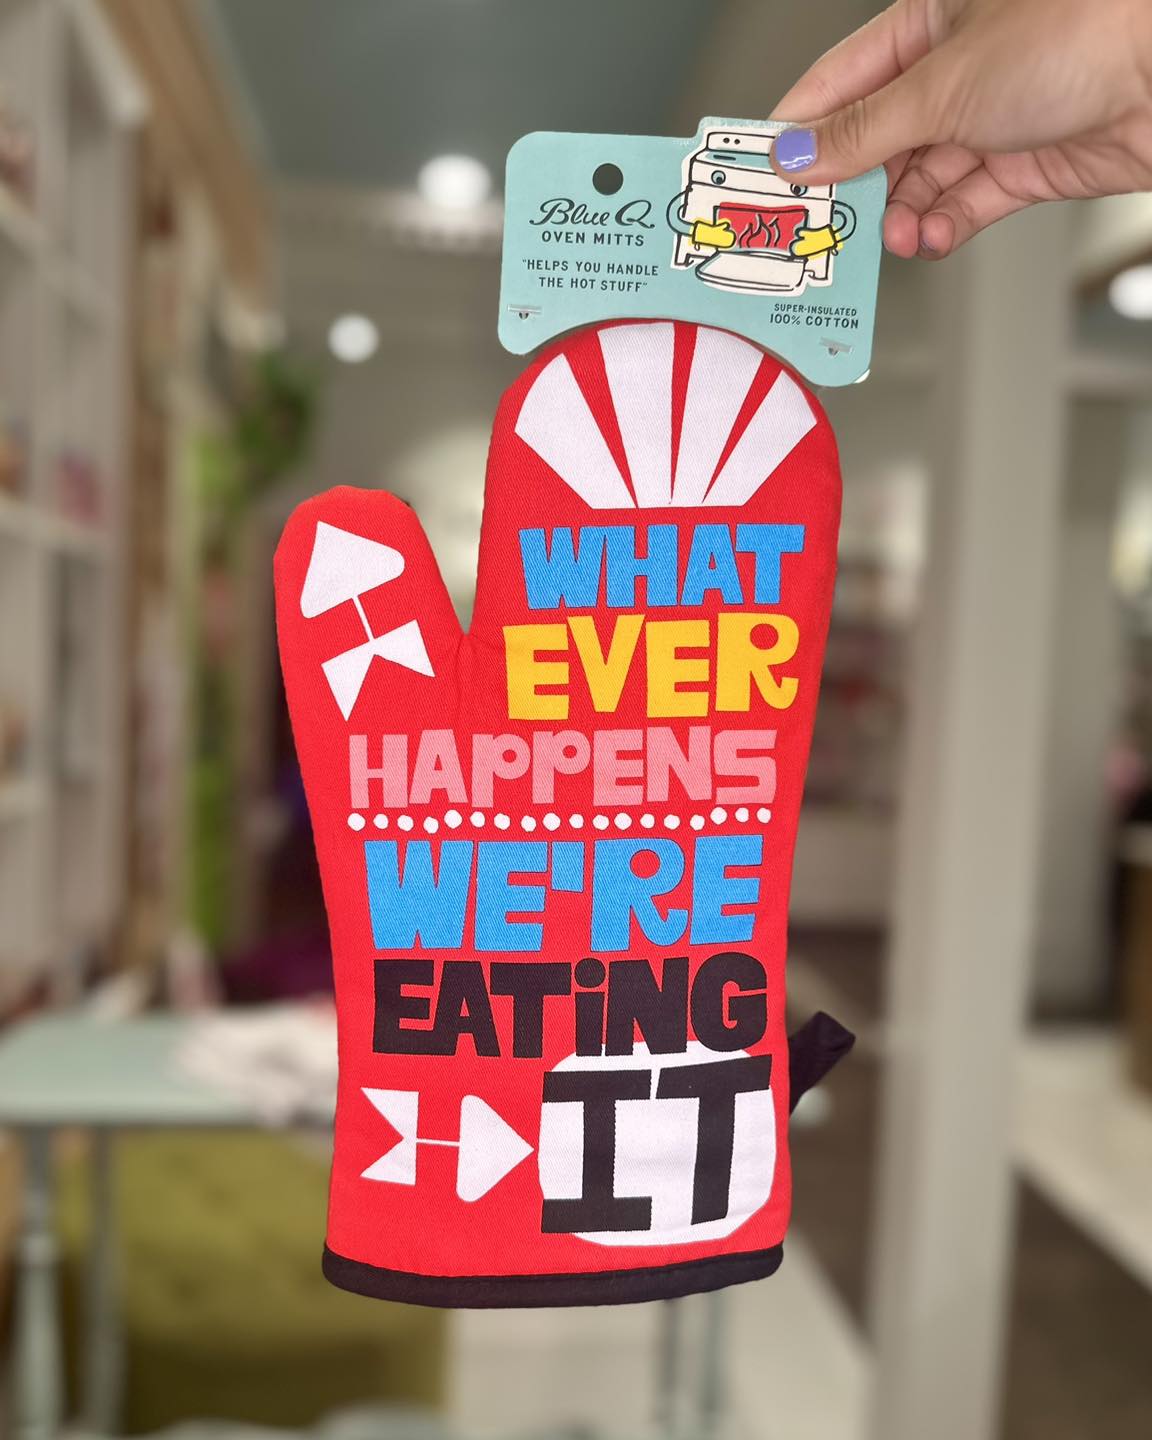 Blue Q
OVEN MITTS
"HELPS YOU HANDLE
THE HOT STUFF"
SUPER-INSULATED
100% COTTON
WHAT
EVER
HAPPENS
WE'RE
EATiNG
IT